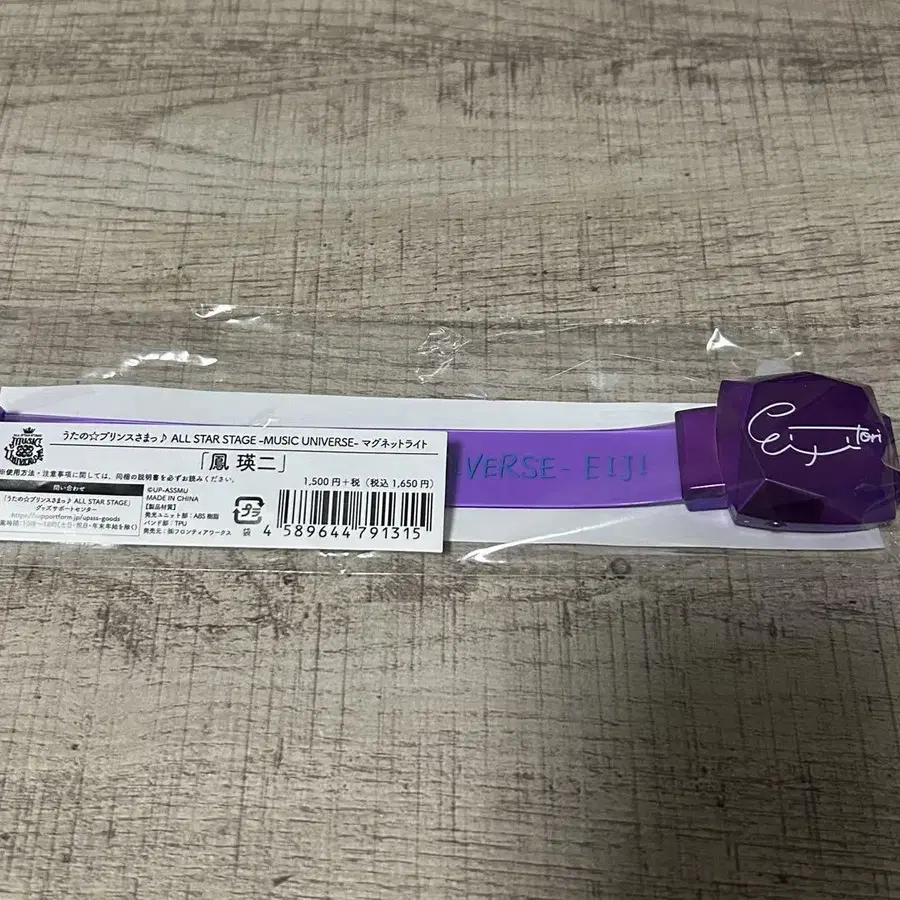 うたの☆プリンスさまっ♪ ALL STAR STAGE -MUSIC UNIVERSE- マグネットライト
「鳳 瑛二」
※使用方法・注意事項に関しては、同梱の説明書を必ずお読みください。
1,500円+税（税込1,650円）
問い合わせ
「うたの☆プリンスさまっ♪ ALL STAR STAGE」
グッズサポートセンター
https://supportform.jp/upsss-goods
©UP-ASSMU
MADE IN CHINA
【製品材質】
発光ユニット部：ABS樹脂
バンド部：TPU
発売元：㈱フロンティアワークス
プラ
袋
4 589644 791315
IVERSE- EIJI
Eiji Otori